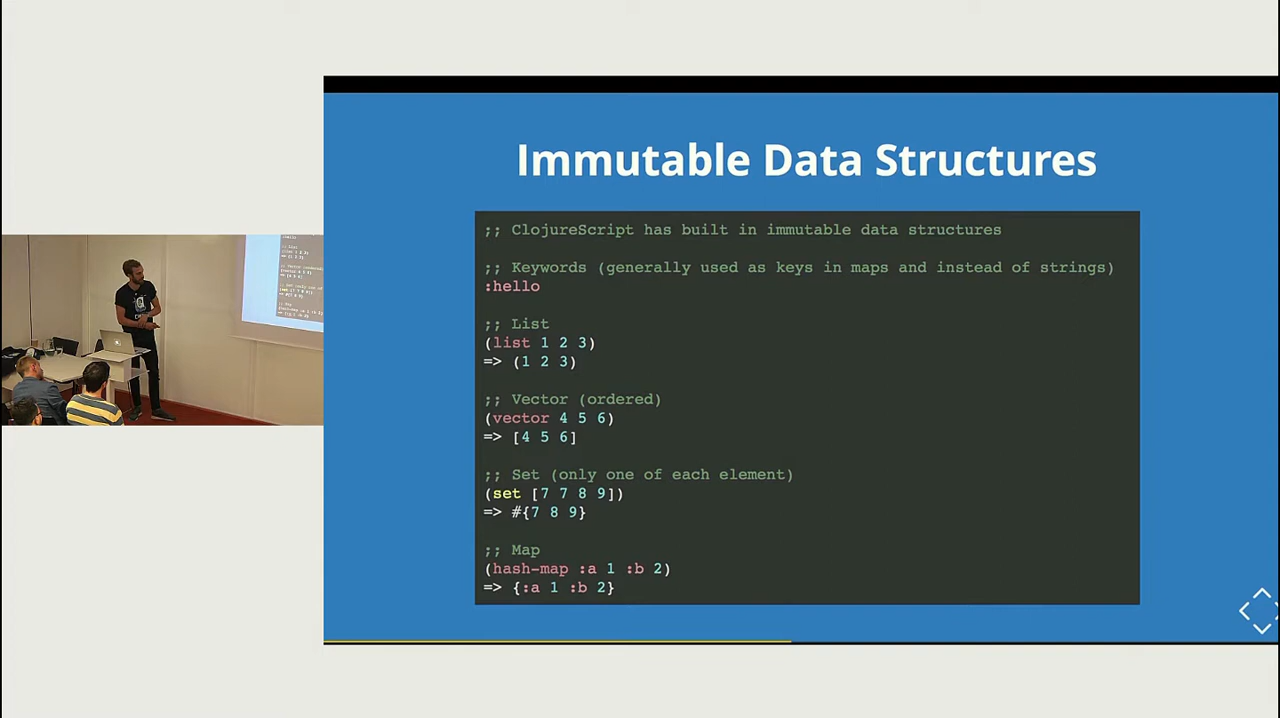 Immutable Data Structures
;; ClojureScript has built in immutable data structures
;; Keywords (generally used as keys in maps and instead of strings)
:hello
;; List
(list 1 2 3)
=> (1 2 3)
;; Vector (ordered)
(vector 4 5 6)
=> [4 5 6]
;; Set (only one of each element)
(set [7 7 8 9])
=> #{7 8 9}
;; Map
(hash-map :a 1 :b 2)
=> {:a 1 :b 2}